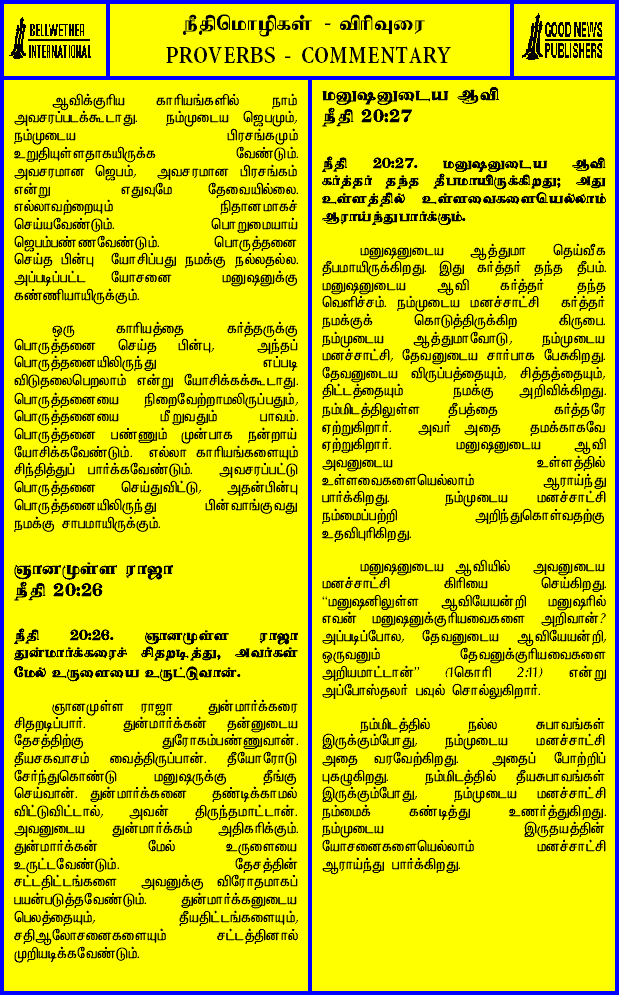 BELLWETHER
INTERNATIONAL
நீதிமொழிகள் - விரிவுரை
PROVERBS - COMMENTARY
GOOD NEWS
PUBLISHERS
ஆவிக்குரிய காரியங்களில் நாம்
அவசரப்படக்கூடாது. நம்முடைய ஜெபமும்,
நம்முடைய பிரசங்கமும்
உறுதியுள்ளதாகயிருக்க வேண்டும்.
அவசரமான ஜெபம், அவசரமான பிரசங்கம்
என்று எதுவுமே தேவையில்லை.
எல்லாவற்றையும் நிதானமாகச்
செய்யவேண்டும். பொறுமையாய்
ஜெபம்பண்ணவேண்டும். பொருத்தனை
செய்த பின்பு யோசிப்பது நமக்கு நல்லதல்ல.
அப்படிப்பட்ட யோசனை மனுஷனுக்கு
கண்ணியாயிருக்கும்.
ஒரு காரியத்தை கர்த்தருக்கு
பொருத்தனை செய்த பின்பு, அந்தப்
பொருத்தனையிலிருந்து எப்படி
விடுதலைபெறலாம் என்று யோசிக்கக்கூடாது.
பொருத்தனையை நிறைவேற்றாமலிருப்பதும்,
பொருத்தனையை மீறுவதும் பாவம்.
பொருத்தனை பண்ணும் முன்பாக நன்றாய்
யோசிக்கவேண்டும். எல்லா காரியங்களையும்
சிந்தித்துப் பார்க்கவேண்டும். அவசரப்பட்டு
பொருத்தனை செய்துவிட்டு, அதன்பின்பு
பொருத்தனையிலிருந்து பின்வாங்குவது
நமக்கு சாபமாயிருக்கும்.
ஞானமுள்ள ராஜா
நீதி 20:26
நீதி 20:26. ஞானமுள்ள ராஜா
துன்மார்க்கரைச் சிதறடித்து, அவர்கள்
மேல் உருளையை உருட்டுவான்.
ஞானமுள்ள ராஜா துன்மார்க்கரை
சிதறடிப்பார். துன்மார்க்கன் தன்னுடைய
தேசத்திற்கு துரோகம்பண்ணுவான்.
தீயசகவாசம் வைத்திருப்பான். தீயோரோடு
சேர்ந்துகொண்டு மனுஷருக்கு தீங்கு
செய்வான். துன்மார்க்கனை தண்டிக்காமல்
விட்டுவிட்டால், அவன் திருந்தமாட்டான்.
அவனுடைய துன்மார்க்கம் அதிகரிக்கும்.
துன்மார்க்கன் மேல் உருளையை
உருட்டவேண்டும். தேசத்தின்
சட்டதிட்டங்களை அவனுக்கு விரோதமாகப்
பயன்படுத்தவேண்டும். துன்மார்க்கனுடைய
பெலத்தையும், தீயதிட்டங்களையும்,
சதிஆலோசனைகளையும் சட்டத்தினால்
முறியடிக்கவேண்டும்.
மனுஷனுடைய ஆவி
நீதி 20:27
நீதி 20:27. மனுஷனுடைய ஆவி
கர்த்தர் தந்த தீபமாயிருக்கிறது; அது
உள்ளத்தில் உள்ளவைகளையெல்லாம்
ஆராய்ந்துபார்க்கும்.
மனுஷனுடைய ஆத்துமா தெய்வீக
தீபமாயிருக்கிறது. இது கர்த்தர் தந்த தீபம்.
மனுஷனுடைய ஆவி கர்த்தர் தந்த
வெளிச்சம். நம்முடைய மனச்சாட்சி கர்த்தர்
நமக்குக் கொடுத்திருக்கிற கிருபை.
நம்முடைய ஆத்துமாவோடு, நம்முடைய
மனச்சாட்சி, தேவனுடைய சார்பாக பேசுகிறது.
தேவனுடைய விருப்பத்தையும், சித்தத்தையும்,
திட்டத்தையும் நமக்கு அறிவிக்கிறது.
நம்மிடத்திலுள்ள தீபத்தை கர்த்தரே
ஏற்றுகிறார். அவர் அதை தமக்காகவே
ஏற்றுகிறார். மனுஷனுடைய ஆவி
அவனுடைய உள்ளத்தில்
உள்ளவைகளையெல்லாம் ஆராய்ந்து
பார்க்கிறது. நம்முடைய மனச்சாட்சி
நம்மைப்பற்றி அறிந்துகொள்வதற்கு
உதவிபுரிகிறது.
மனுஷனுடைய ஆவியில் அவனுடைய
மனச்சாட்சி கிரியை செய்கிறது.
“மனுஷனிலுள்ள ஆவியேயன்றி மனுஷரில்
எவன் மனுஷனுக்குரியவைகளை அறிவான்?
அப்படிப்போல, தேவனுடைய ஆவியேயன்றி,
ஒருவனும் தேவனுக்குரியவைகளை
அறியமாட்டான்” (1கொரி 2:11) என்று
அப்போஸ்தலர் பவுல் சொல்லுகிறார்.
நம்மிடத்தில் நல்ல சுபாவங்கள்
இருக்கும்போது, நம்முடைய மனச்சாட்சி
அதை வரவேற்கிறது. அதைப் போற்றிப்
புகழுகிறது. நம்மிடத்தில் தீயசுபாவங்கள்
இருக்கும்போது, நம்முடைய மனச்சாட்சி
நம்மைக் கண்டித்து உணர்த்துகிறது.
நம்முடைய இருதயத்தின்
யோசனைகளையெல்லாம் மனச்சாட்சி
ஆராய்ந்து பார்க்கிறது.